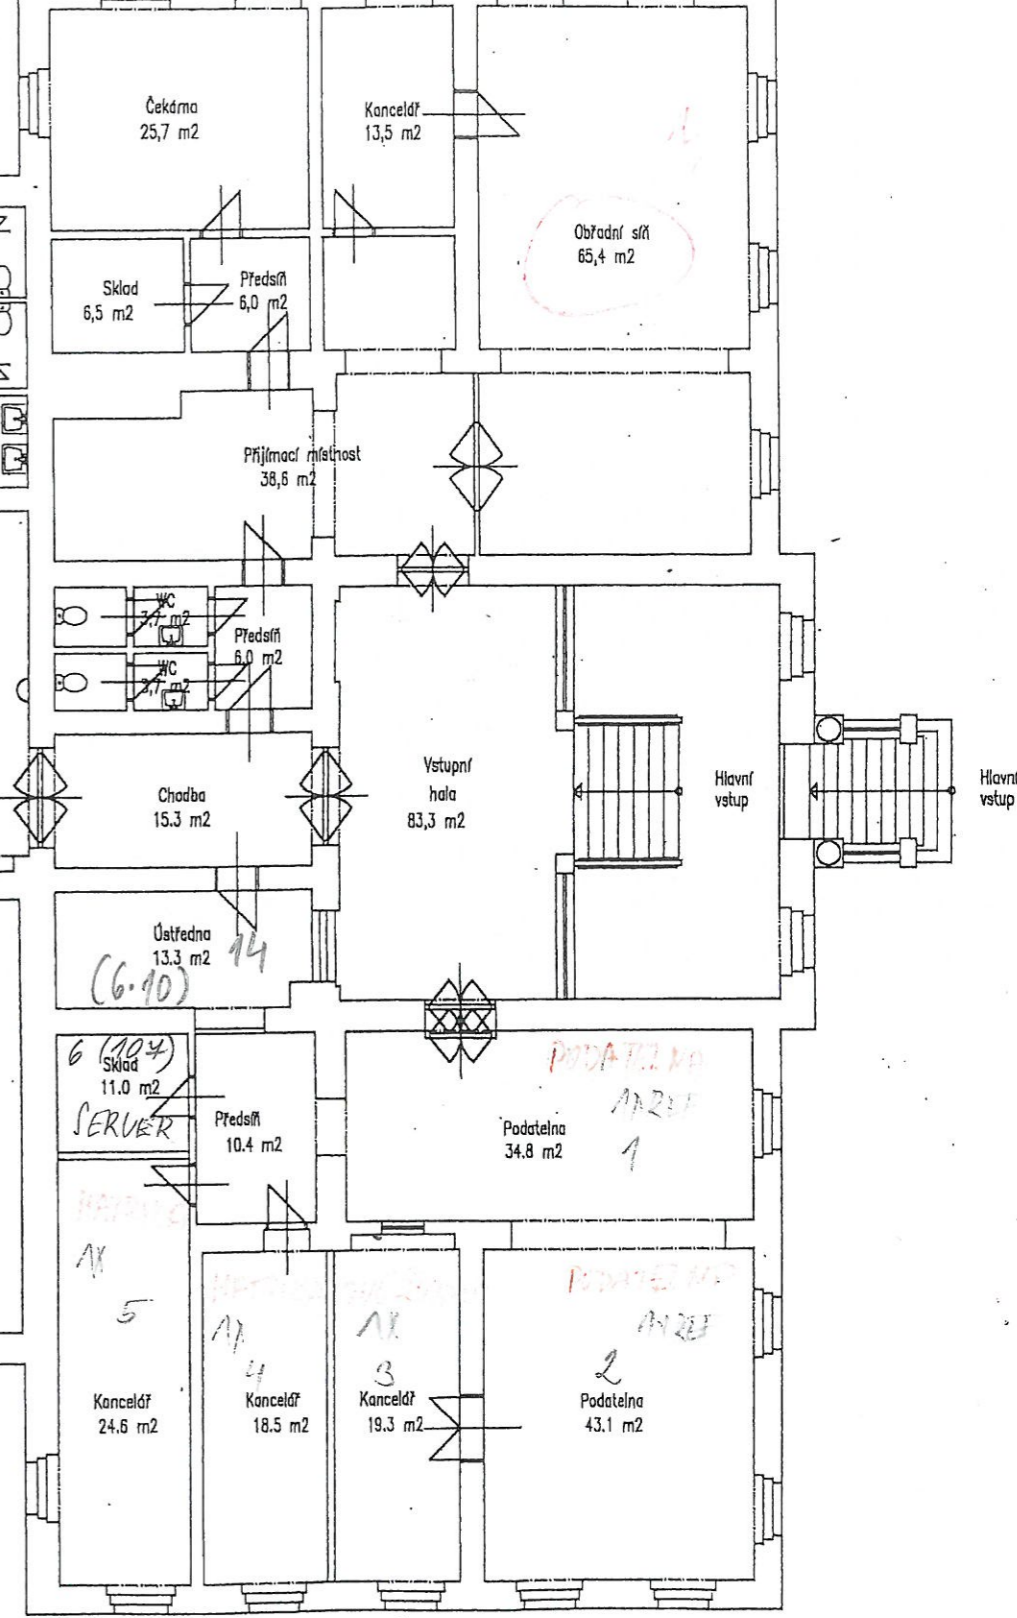 Čekárna
25,7 m2
Kancelář
13,5 m2
1
Obřadní síň
65,4 m2
Sklad
6,5 m2
Předsíň
6,0 m2
Přijímací místnost
38,6 m2
WC
3,7 m2
Předsíň
6,0 m2
WC
3,7 m2
Chodba
15.3 m2
Vstupní
hala
83,3 m2
Hlavní
vstup
Hlavní
vstup
Ústředna
13.3 m2
14
(6.10)
6 (107)
Sklad
11.0 m2
SERVER
Předsíň
10.4 m2
PODATELNA
Podatelna
34.8 m2
1
5
Kancelář
24.6 m2
4
Kancelář
18.5 m2
3
Kancelář
19.3 m2
PODATELNA
2
Podatelna
43.1 m2